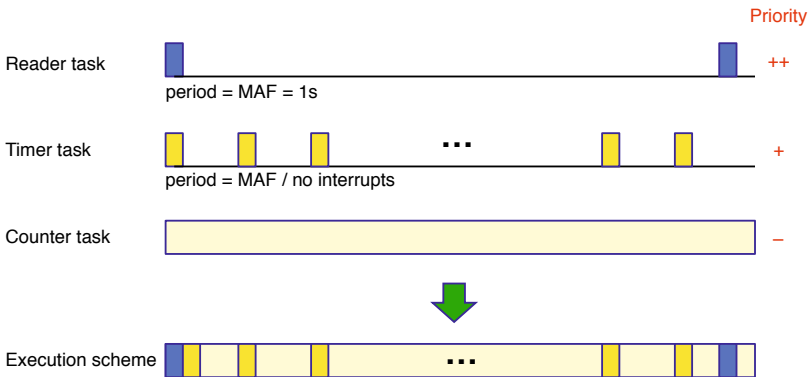 Priority
Reader task
++
period = MAF = 1s
Timer task
...
+
period = MAF / no interrupts
Counter task
–
Execution scheme
...